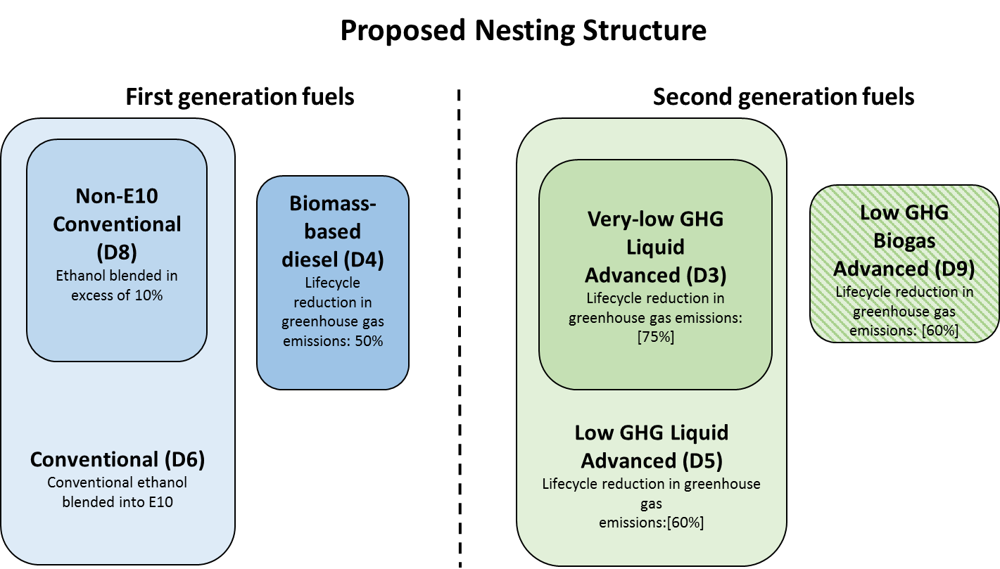 Proposed Nesting Structure
First generation fuels
Non-E10
Conventional
(D8)
Ethanol blended in
excess of 10%
Conventional (D6)
Conventional ethanol
blended into E10
Biomass-
based
diesel (D4)
Lifecycle
reduction in
greenhouse gas
emissions: 50%
Second generation fuels
Very-low GHG
Liquid
Advanced (D3)
Lifecycle reduction in
greenhouse gas emissions:
[75%]
Low GHG Liquid
Advanced (D5)
Lifecycle reduction in greenhouse
gas
emissions:[60%]
Low GHG
Biogas
Advanced (D9)
Lifecycle reduction in
greenhouse gas
emissions: [60%]